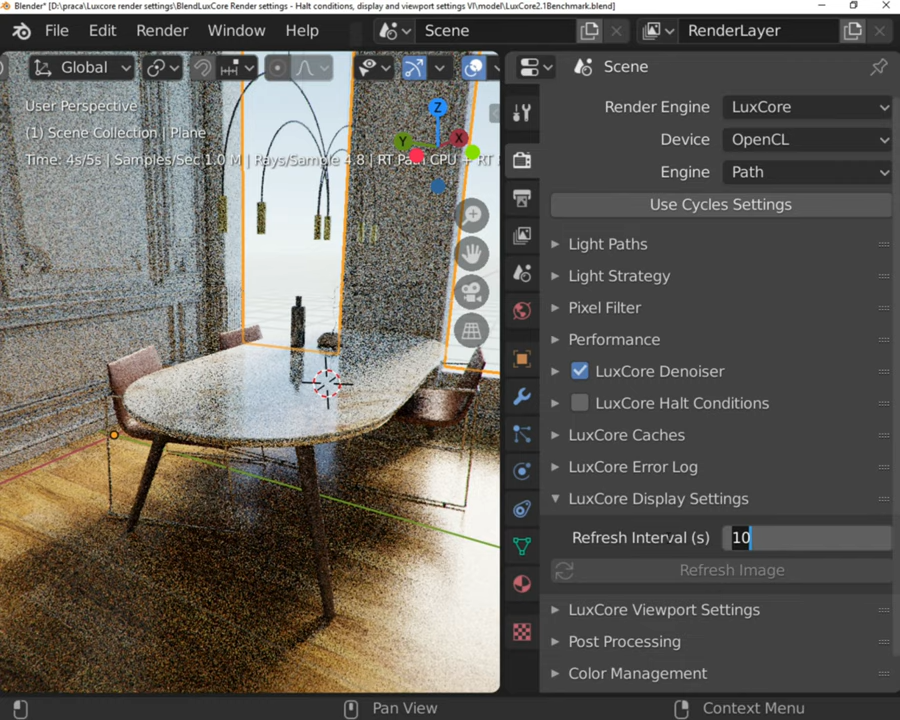 Blender* [D:\praca\Luxcore render settings\BlendLuxCore Render settings - Halt conditions, display and viewport settings VI\model\LuxCore2.1Benchmark.blend]
File Edit Render Window Help Scene RenderLayer
Global
Scene
User Perspective
(1) Scene Collection | Plane
Time: 4s/5s | Samples/Sec 1.0 M | Rays/Sample 4.8 | RT Path CPU + RT
Z
Y
X
Render Engine LuxCore
Device OpenCL
Engine Path
Use Cycles Settings
Light Paths
Light Strategy
Pixel Filter
Performance
LuxCore Denoiser
LuxCore Halt Conditions
LuxCore Caches
LuxCore Error Log
LuxCore Display Settings
Refresh Interval (s) 10
Refresh Image
LuxCore Viewport Settings
Post Processing
Color Management
Pan View
Context Menu